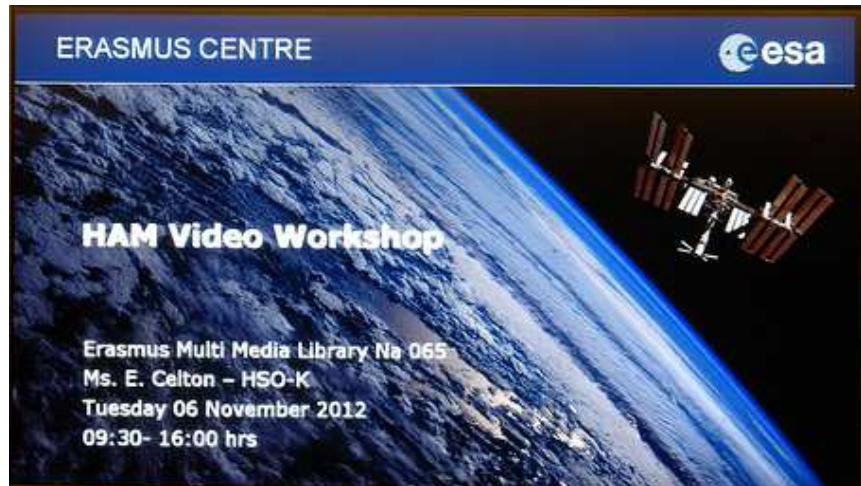 ERASMUS CENTRE
esa
HAM Video Workshop
Erasmus Multi Media Library Na 065
Ms. E. Celton – HSO-K
Tuesday 06 November 2012
09:30- 16:00 hrs